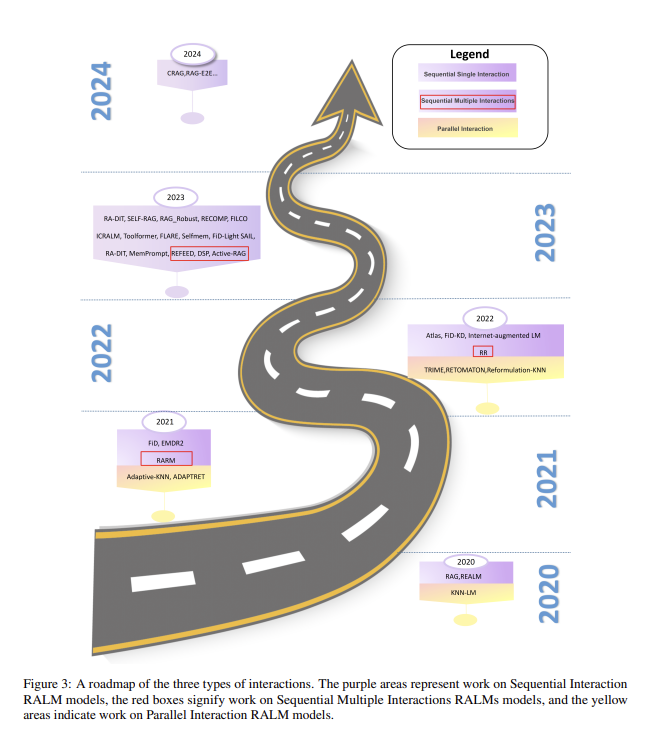 2024
2024
CRAG,RAG-E2E...
Legend
Sequential Single Interaction
Sequential Multiple Interactions
Parallel Interaction
2023
RA-DIT, SELF-RAG, RAG_Robust, RECOMP, FILCO
ICRALM, Toolformer, FLARE, Selfmem, FiD-Light SAIL,
RA-DIT, MemPrompt, REFEED, DSP, Active-RAG
2023
2022
2022
Atlas, FiD-KD, Internet-augmented LM
RR
TRIME,RETOMATON,Reformulation-KNN
2021
FiD, EMDR2
RARM
Adaptive-KNN, ADAPTRET
2021
2020
RAG,REALM
KNN-LM
2020
Figure 3: A roadmap of the three types of interactions. The purple areas represent work on Sequential Interaction
RALM models, the red boxes signify work on Sequential Multiple Interactions RALMs models, and the yellow
areas indicate work on Parallel Interaction RALM models.